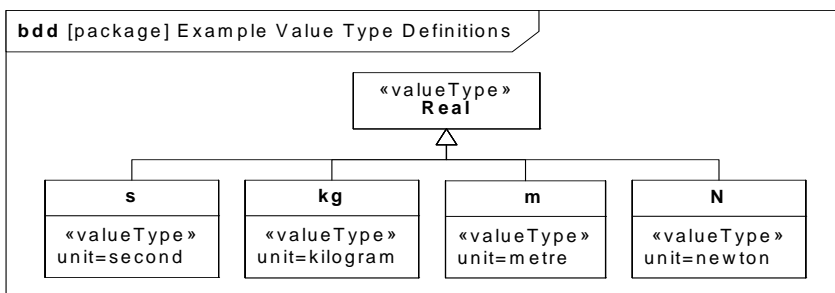 bdd [package] Example Value Type Definitions
«valueType»
Real
s
«valueType»
unit=second
kg
«valueType»
unit=kilogram
m
«valueType»
unit=metre
N
«valueType»
unit=newton